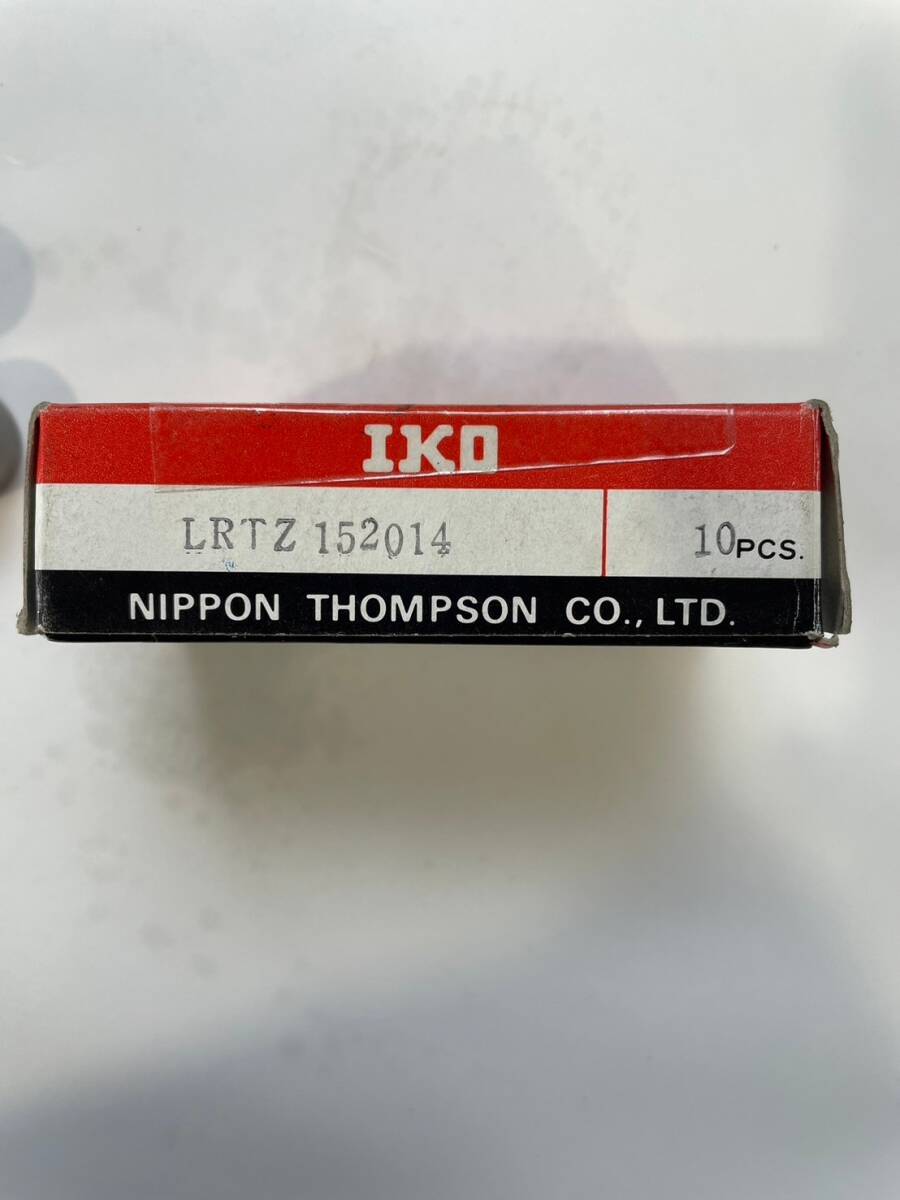 IKO
LRTZ 152014 10PCS.
NIPPON THOMPSON CO., LTD.